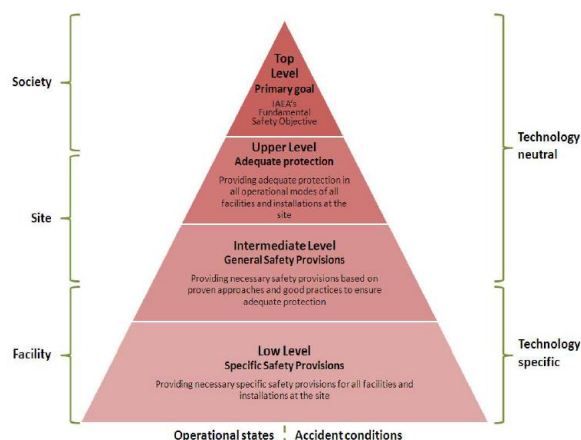 Society
Site
Facility
Top
Level
Primary goal
IAEA's
Fundamental
Safety Objective
Upper Level
Adequate protection
Providing adequate protection in
all operational modes of all
facilities and installations at the
site
Intermediate Level
General Safety Provisions
Providing necessary safety provisions based on
proven approaches and good practices to ensure
adequate protection
Low Level
Specific Safety Provisions
Providing necessary specific safety provisions for all facilities and
installations at the site
Technology
neutral
Technology
specific
Operational states
Accident conditions